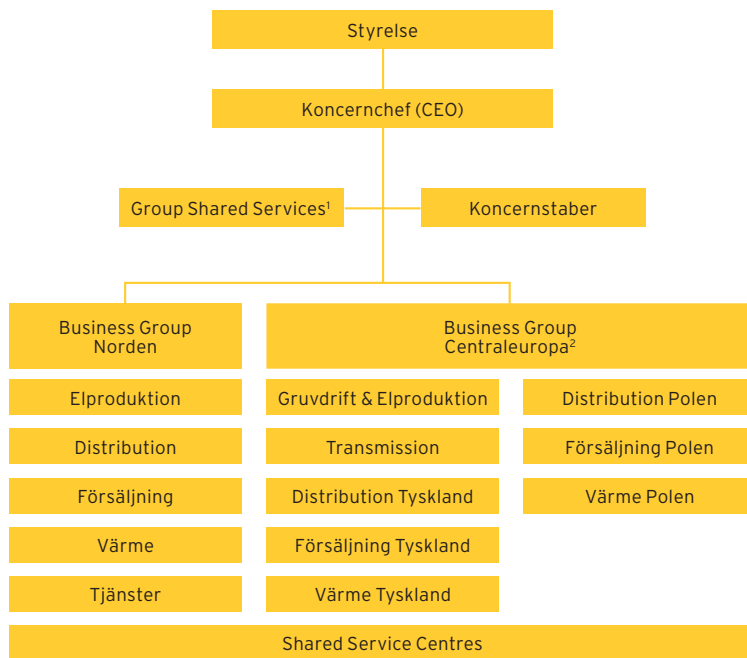 Styrelse
Koncernchef (CEO)
Group Shared Services¹
Koncernstaber
Business Group
Norden
Business Group
Centraleuropa²
Elproduktion
Gruvdrift & Elproduktion
Distribution Polen
Distribution
Transmission
Försäljning Polen
Försäljning
Distribution Tyskland
Värme Polen
Värme
Försäljning Tyskland
Tjänster
Värme Tyskland
Shared Service Centres